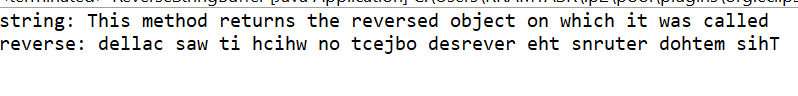 string: This method returns the reversed object on which it was called
reverse: dellac saw ti hcihw no tcejbo desrever eht snruter dohtem sihT